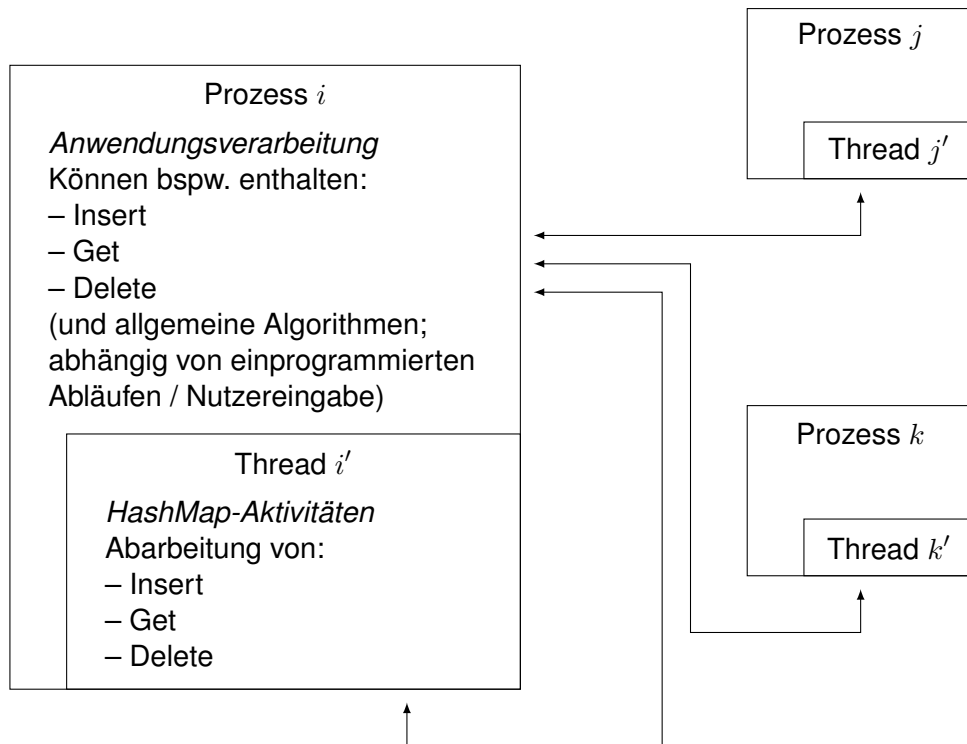 Prozess i
Anwendungsverarbeitung
Können bspw. enthalten:
– Insert
– Get
– Delete
(und allgemeine Algorithmen;
abhängig von einprogrammierten
Abläufen / Nutzereingabe)
Thread i′
HashMap-Aktivitäten
Abarbeitung von:
– Insert
– Get
– Delete
Prozess j
Thread j′
Prozess k
Thread k′